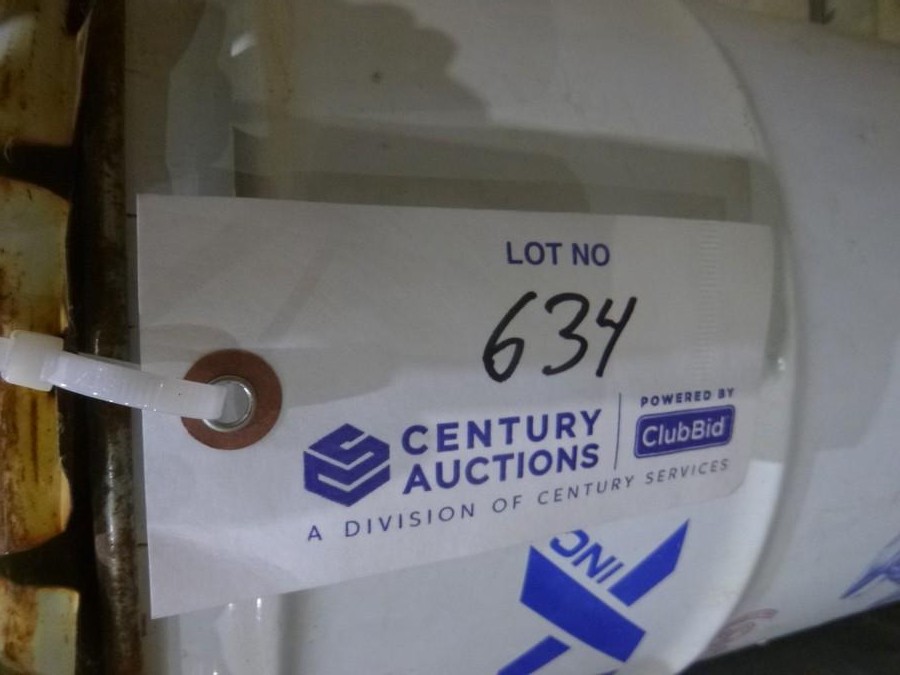 LOT NO
634
CENTURY
AUCTIONS
POWERED BY
ClubBid
A DIVISION OF CENTURY SERVICES
INC